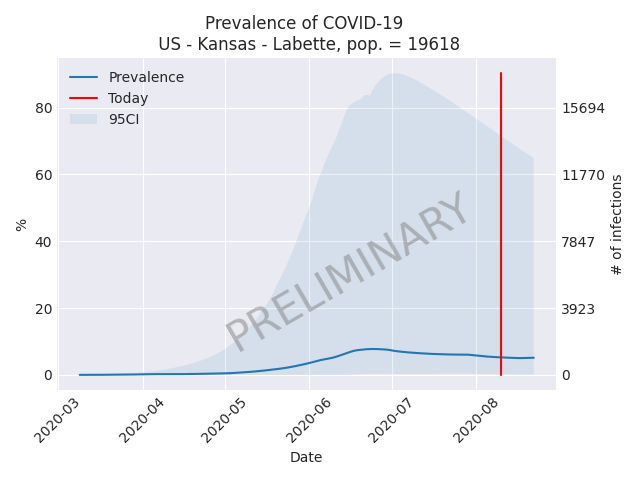 Prevalence of COVID-19
US - Kansas - Labette, pop. = 19618
Prevalence
Today
95CI
80
60
40
20
0
%
15694
11770
7847
3923
0
# of infections
PRELIMINARY
2020-03
2020-04
2020-05
2020-06
2020-07
2020-08
Date